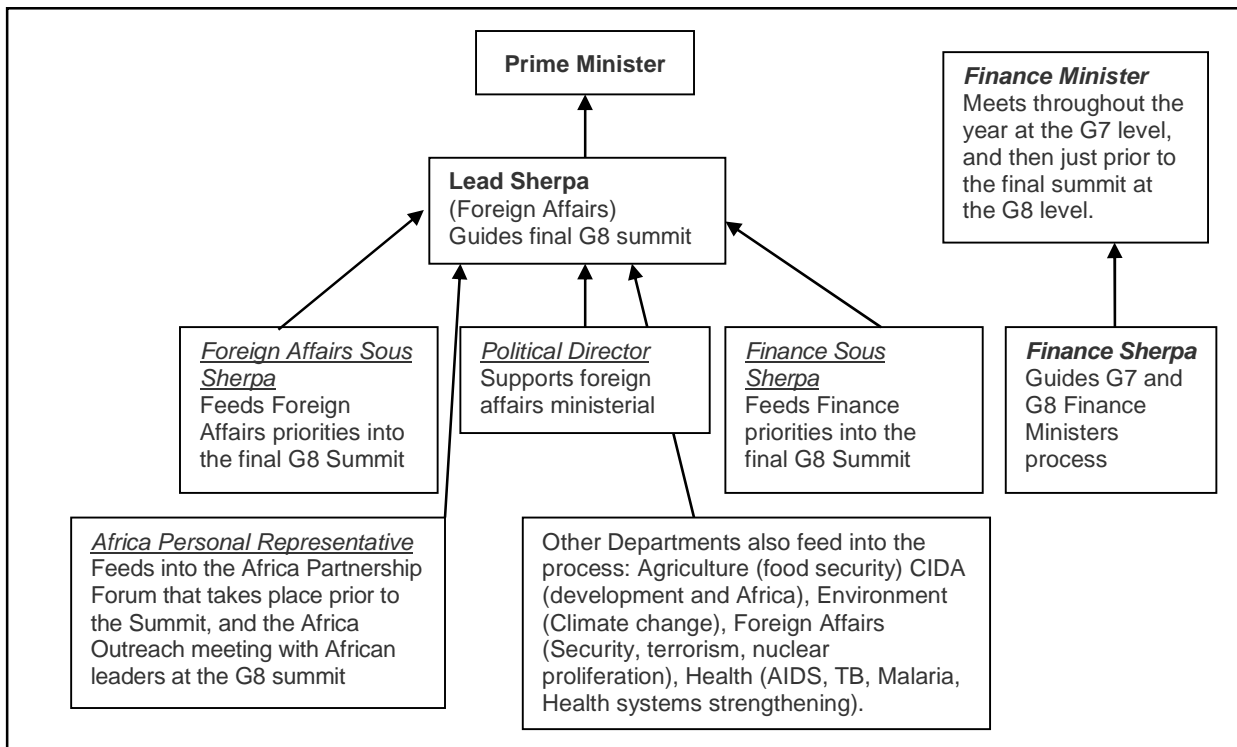 Prime Minister
Finance Minister
Meets throughout the
year at the G7 level,
and then just prior to
the final summit at
the G8 level.
Lead Sherpa
(Foreign Affairs)
Guides final G8 summit
Foreign Affairs Sous
Sherpa
Feeds Foreign
Affairs priorities into
the final G8 Summit
Political Director
Supports foreign
affairs ministerial
Finance Sous
Sherpa
Feeds Finance
priorities into the
final G8 Summit
Finance Sherpa
Guides G7 and
G8 Finance
Ministers
process
Africa Personal Representative
Feeds into the Africa Partnership
Forum that takes place prior to
the Summit, and the Africa
Outreach meeting with African
leaders at the G8 summit
Other Departments also feed into the
process: Agriculture (food security) CIDA
(development and Africa), Environment
(Climate change), Foreign Affairs
(Security, terrorism, nuclear
proliferation), Health (AIDS, TB, Malaria,
Health systems strengthening).